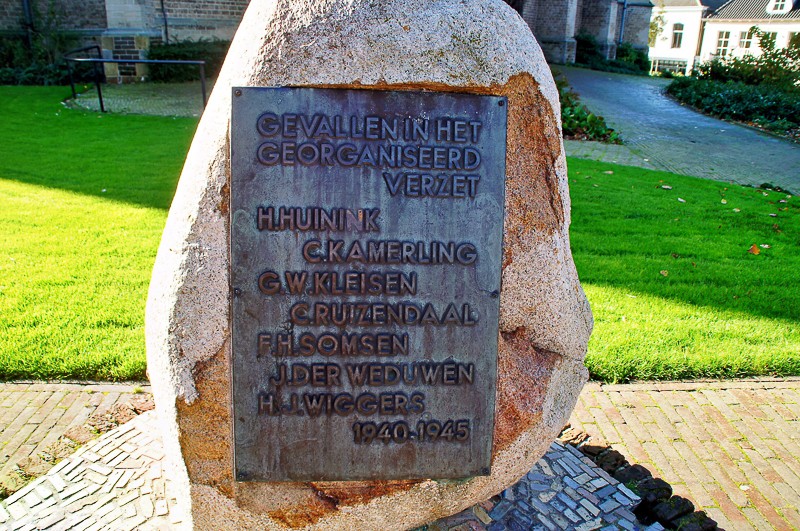 GEVALLEN IN HET
GEORGANISEERD
VERZET
H.HUININK
C.KAMERLING
G.W.KLEISEN
C.RUIZENDAAL
F.H.SOMSEN
J.DER WEDUWEN
H.J.WIGGERS
1940-1945